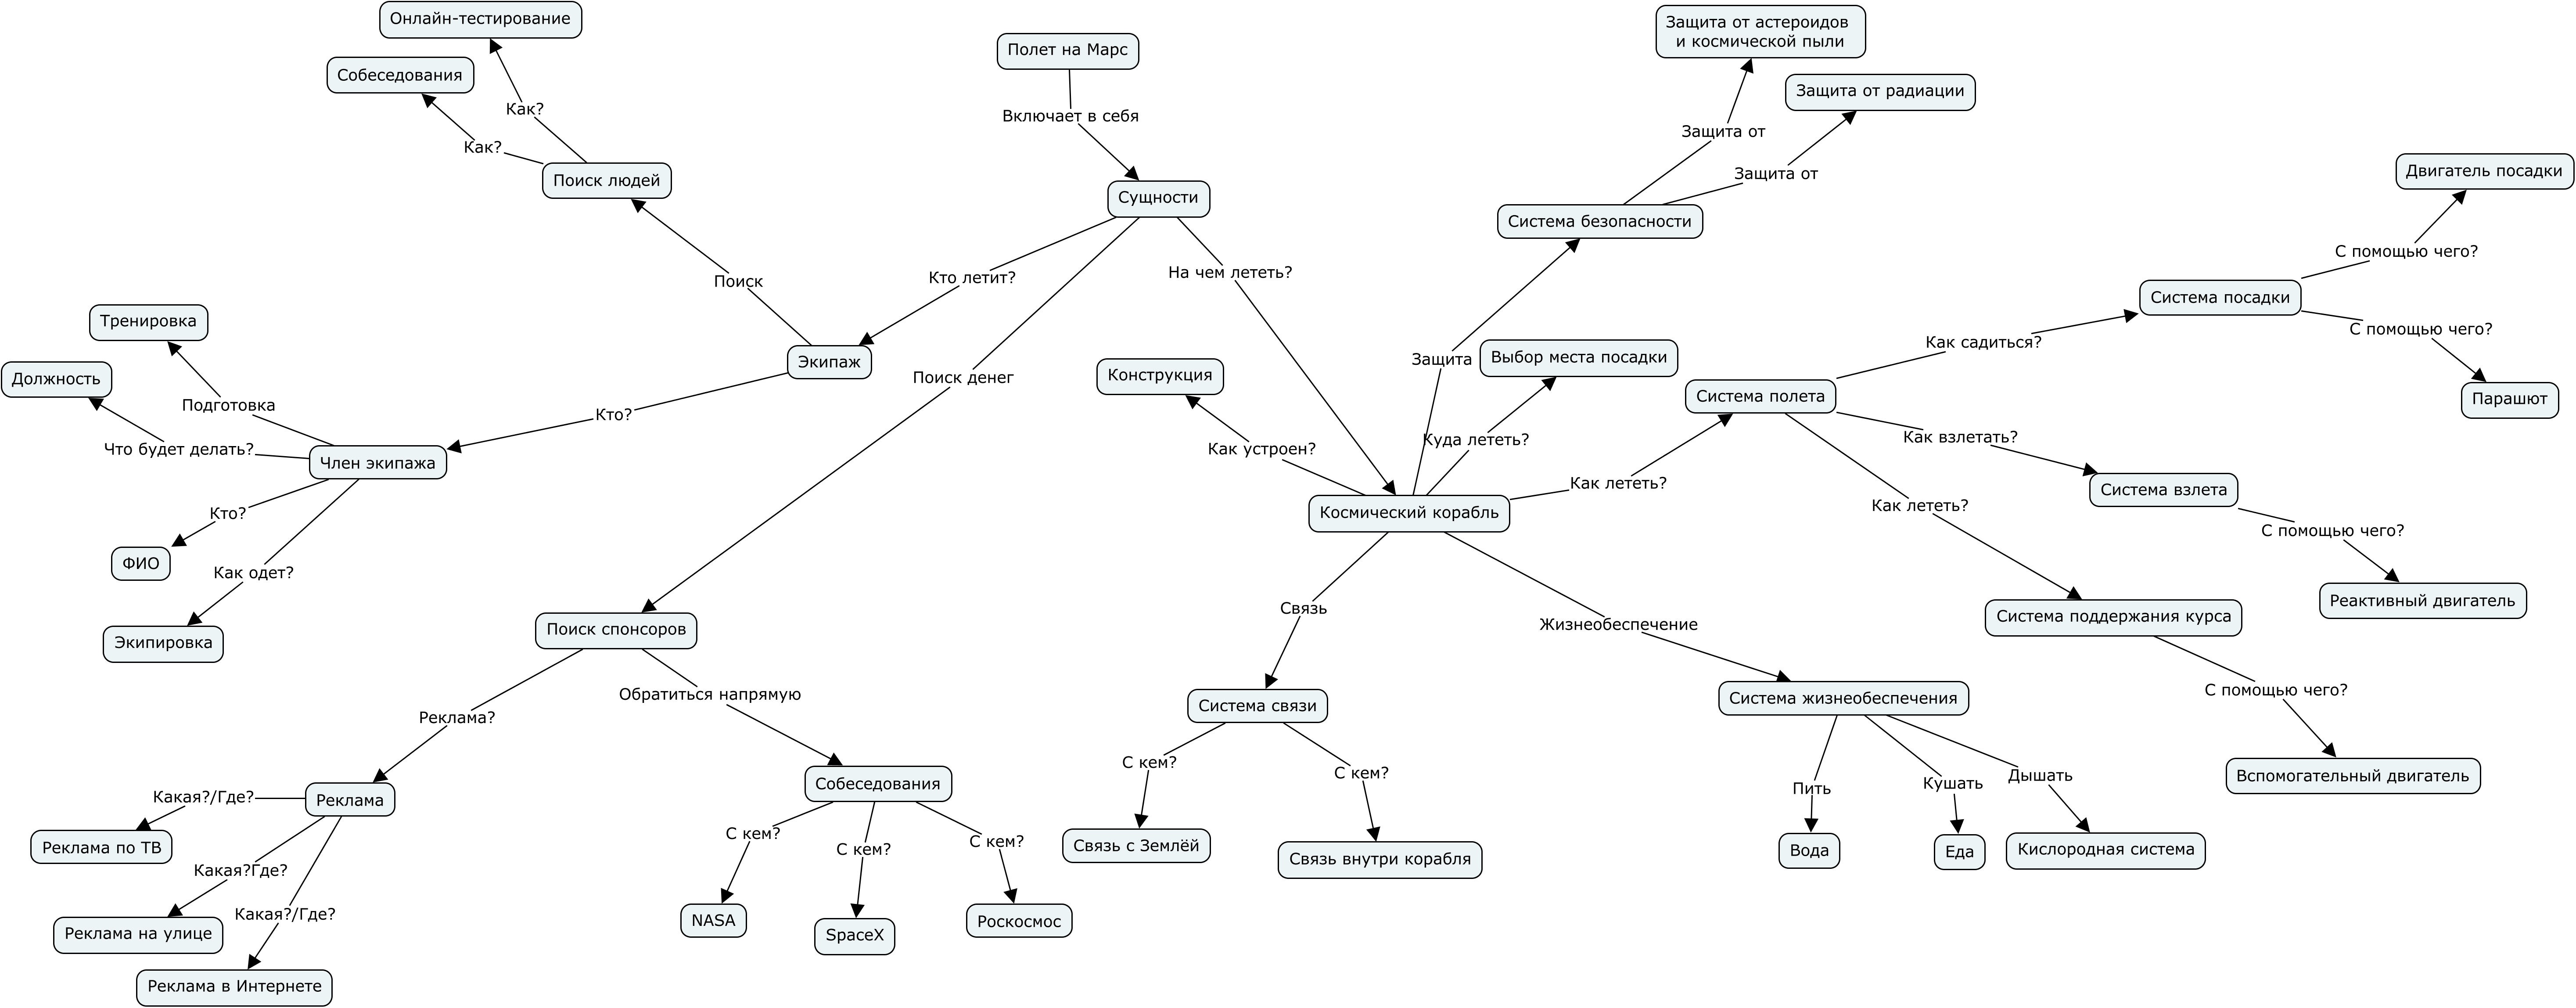 Онлайн-тестирование
Защита от астероидов
и космической пыли
Полет на Марс
Собеседования
Защита от радиации
Как?
Включает в себя
Защита от
Как?
Поиск людей
Защита от
Двигатель посадки
Сущности
Система безопасности
С помощью чего?
Поиск
Кто летит?
На чем лететь?
Система посадки
Тренировка
С помощью чего?
Как садиться?
Экипаж
Защита
Выбор места посадки
Должность
Поиск денег
Конструкция
Система полета
Парашют
Подготовка
Кто?
Куда лететь?
Как взлетать?
Что будет делать?
Как устроен?
Член экипажа
Как лететь?
Система взлета
Кто?
Космический корабль
Как лететь?
С помощью чего?
ФИО
Как одет?
Реактивный двигатель
Связь
Жизнеобеспечение
Система поддержания курса
Экипировка
Поиск спонсоров
Обратиться напрямую
С помощью чего?
Система связи
Система жизнеобеспечения
Реклама?
С кем?
С кем?
Пить
Кушать
Дышать
Вспомогательный двигатель
Какая?/Где?
Реклама
Собеседования
Реклама по ТВ
С кем?
С кем?
С кем?
Связь с Землёй
Связь внутри корабля
Вода
Еда
Кислородная система
Какая?Где?
Какая?/Где?
NASA
SpaceX
Роскосмос
Реклама на улице
Реклама в Интернете